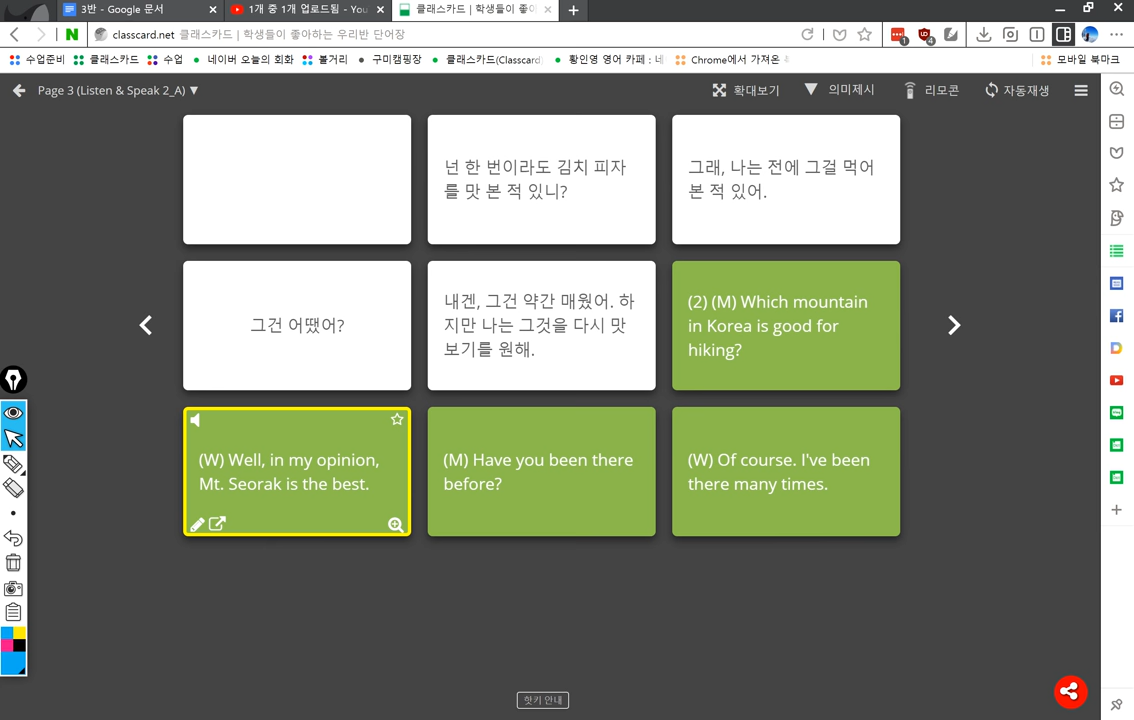 3반 - Google 문서
1개 중 1개 업로드됨 - You
클래스카드 | 학생들이 좋아
classcard.net 클래스카드 | 학생들이 좋아하는 우리반 단어장
수업준비 클래스카드 수업 네이버 오늘의 회화 볼거리 구미캠핑장 클래스카드(Classcard) 황인영 영어 카페 : 네 Chrome에서 가져온 모바일 북마크
Page 3 (Listen & Speak 2_A) ▼
확대보기 의미제시 리모콘 자동재생
넌 한 번이라도 김치 피자
를 맛 본 적 있니?
그래, 나는 전에 그걸 먹어
본 적 있어.
그건 어땠어?
내겐, 그건 약간 매웠어. 하
지만 나는 그것을 다시 맛
보기를 원해.
(2) (M) Which mountain
in Korea is good for
hiking?
(W) Well, in my opinion,
Mt. Seorak is the best.
(M) Have you been there
before?
(W) Of course. I've been
there many times.
핫키 안내